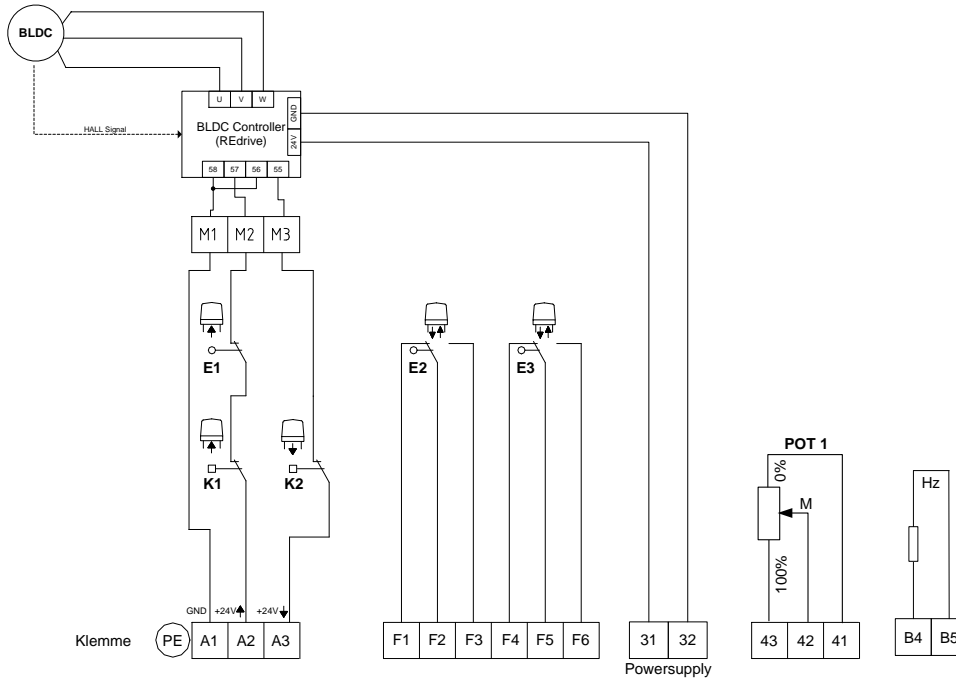 BLDC
U V W
GND
24V
HALL Signal
BLDC Controller
(REdrive)
58 57 56 55
M1 M2 M3
E1
E2
E3
K1
K2
POT 1
0%
M
100%
Hz
GND +24V +24V
Klemme
PE
A1 A2 A3
F1 F2 F3 F4 F5 F6
31 32
Powersupply
43 42 41
B4 B5